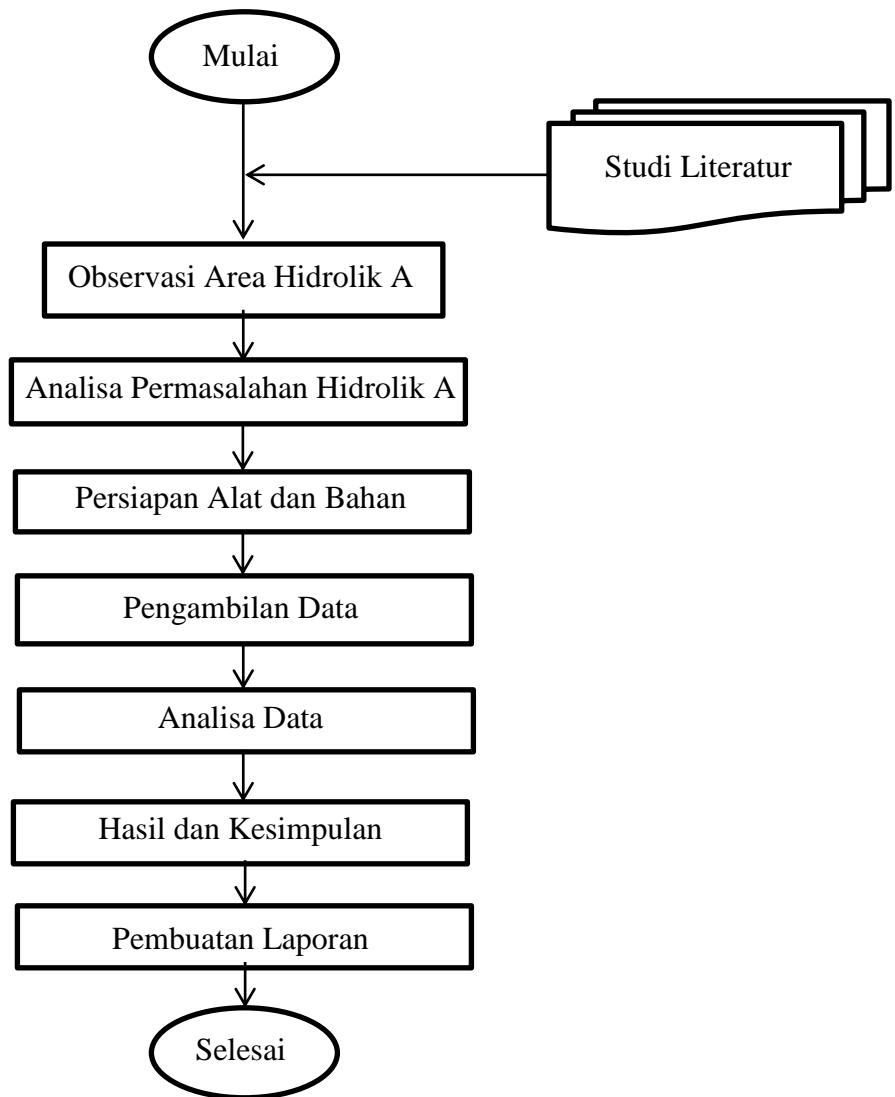 Mulai
Studi Literatur
Observasi Area Hidrolik A
Analisa Permasalahan Hidrolik A
Persiapan Alat dan Bahan
Pengambilan Data
Analisa Data
Hasil dan Kesimpulan
Pembuatan Laporan
Selesai